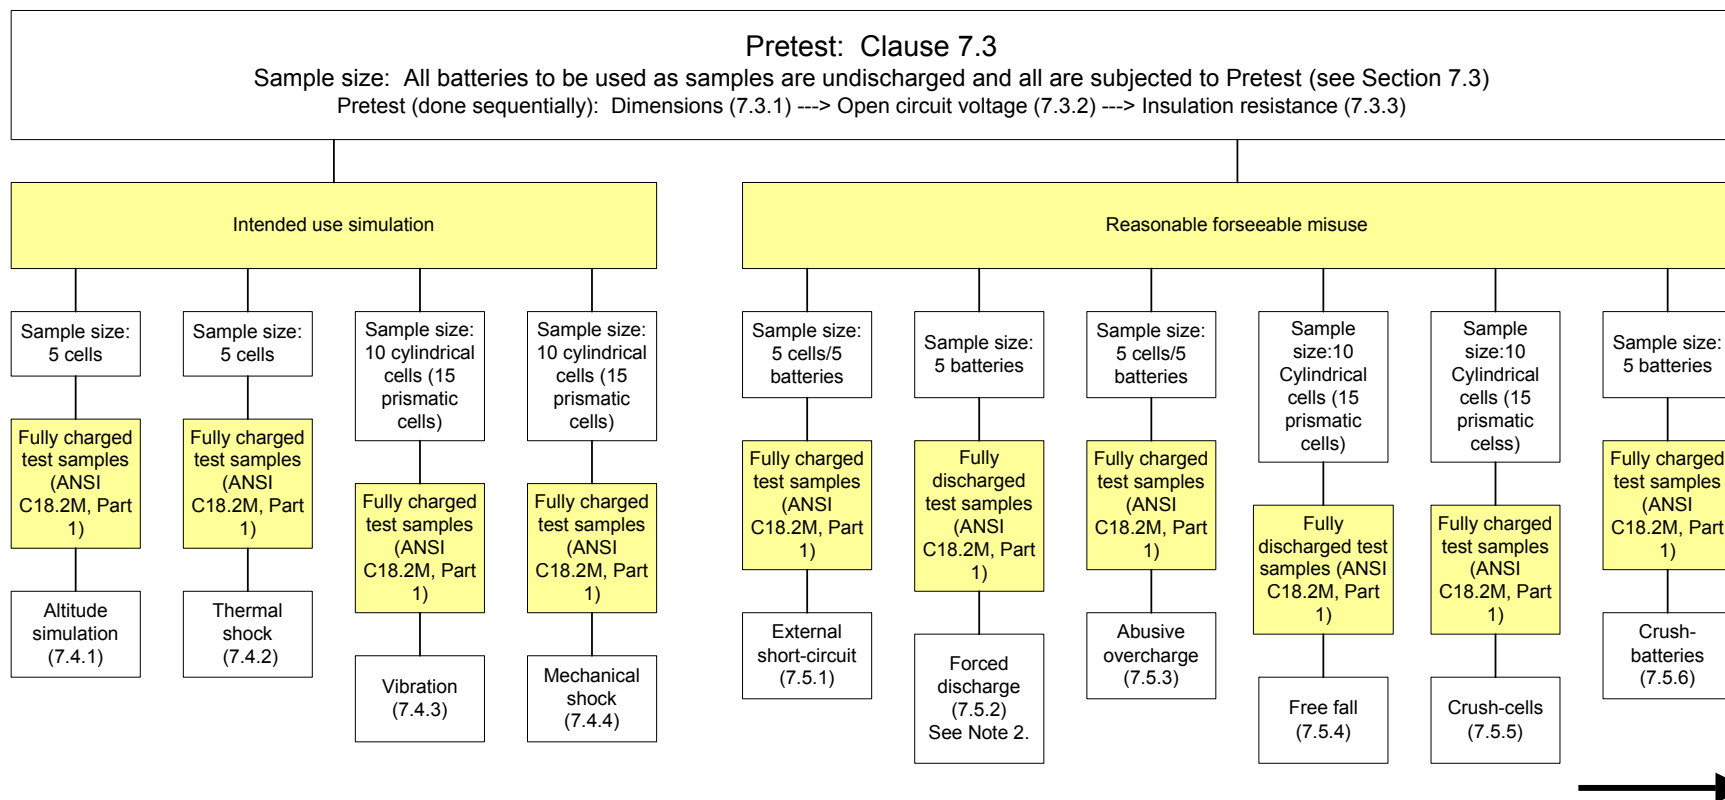 Pretest: Clause 7.3
Sample size: All batteries to be used as samples are undischarged and all are subjected to Pretest (see Section 7.3)
Pretest (done sequentially): Dimensions (7.3.1) ---> Open circuit voltage (7.3.2) ---> Insulation resistance (7.3.3)
Intended use simulation
Sample size:
5 cells
Fully charged
test samples
(ANSI
C18.2M, Part
1)
Altitude
simulation
(7.4.1)
Sample size:
5 cells
Fully charged
test samples
(ANSI
C18.2M, Part
1)
Thermal
shock
(7.4.2)
Sample size:
10 cylindrical
cells (15
prismatic
cells)
Fully charged
test samples
(ANSI
C18.2M, Part
1)
Vibration
(7.4.3)
Sample size:
10 cylindrical
cells (15
prismatic
cells)
Fully charged
test samples
(ANSI
C18.2M, Part
1)
Mechanical
shock
(7.4.4)
Reasonable forseeable misuse
Sample size:
5 cells/5
batteries
Fully charged
test samples
(ANSI
C18.2M, Part
1)
External
short-circuit
(7.5.1)
Sample size:
5 batteries
Fully
discharged
test samples
(ANSI
C18.2M, Part
1)
Forced
discharge
(7.5.2)
See Note 2.
Sample size:
5 cells/5
batteries
Fully charged
test samples
(ANSI
C18.2M, Part
1)
Abusive
overcharge
(7.5.3)
Sample
size:10
Cylindrical
cells (15
prismatic
cells)
Fully
discharged test
samples (ANSI
C18.2M, Part
1)
Free fall
(7.5.4)
Sample
size:10
Cylindrical
cells (15
prismatic
celss)
Fully charged
test samples
(ANSI
C18.2M, Part
1)
Crush-cells
(7.5.5)
Sample size:
5 batteries
Fully charged
test samples
(ANSI
C18.2M, Part
1)
Crush-
batteries
(7.5.6)